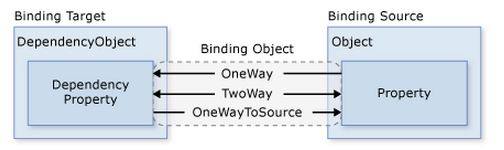 Binding Target
Binding Source
DependencyObject
Binding Object
Object
Dependency
Property
OneWay
TwoWay
OneWayToSource
Property